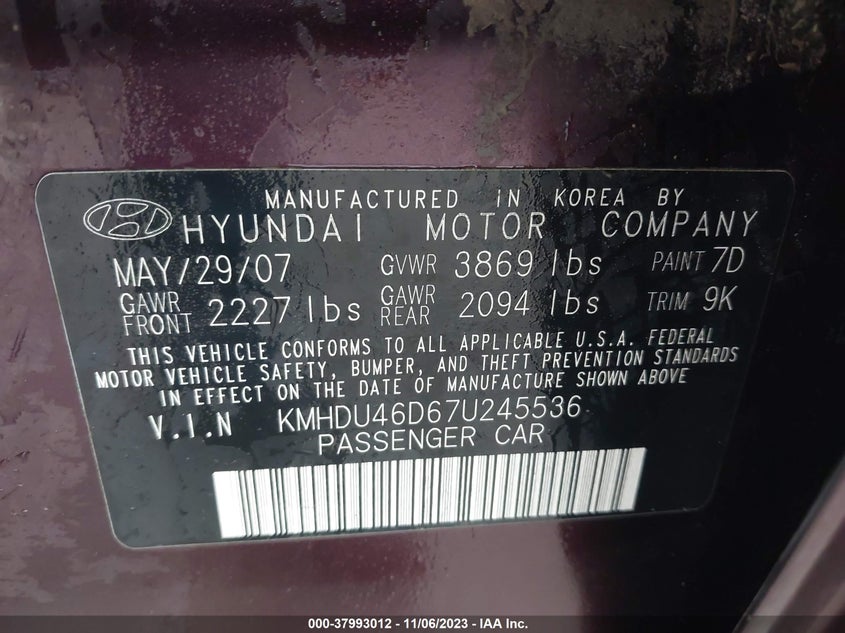 MANUFACTURED IN KOREA BY
HYUNDAI MOTOR COMPANY
MAY/29/07 GVWR 3869 lbs PAINT 7D
GAWR FRONT 2227 lbs GAWR REAR 2094 lbs TRIM 9K
THIS VEHICLE CONFORMS TO ALL APPLICABLE U.S.A. FEDERAL
MOTOR VEHICLE SAFETY, BUMPER, AND THEFT PREVENTION STANDARDS
IN EFFECT ON THE DATE OF MANUFACTURE SHOWN ABOVE
V.I.N KMHDU46D67U245536
PASSENGER CAR
000-37993012 - 11/06/2023 - IAA Inc.